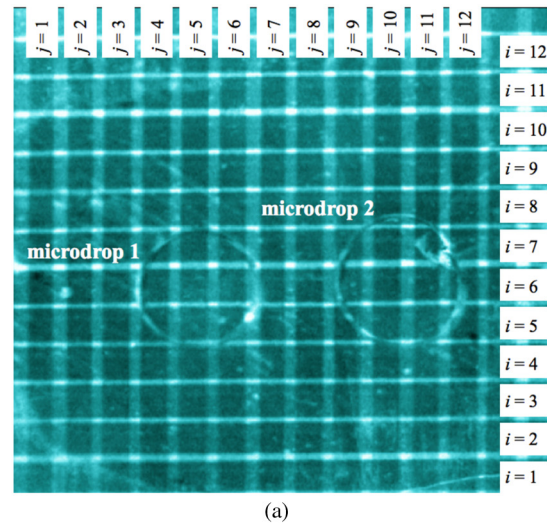 j = 1
j = 2
j = 3
j = 4
j = 5
j = 6
j = 7
j = 8
j = 9
j = 10
j = 11
j = 12
i = 12
i = 11
i = 10
i = 9
i = 8
microdrop 2
i = 7
microdrop 1
i = 6
i = 5
i = 4
i = 3
i = 2
i = 1
(a)